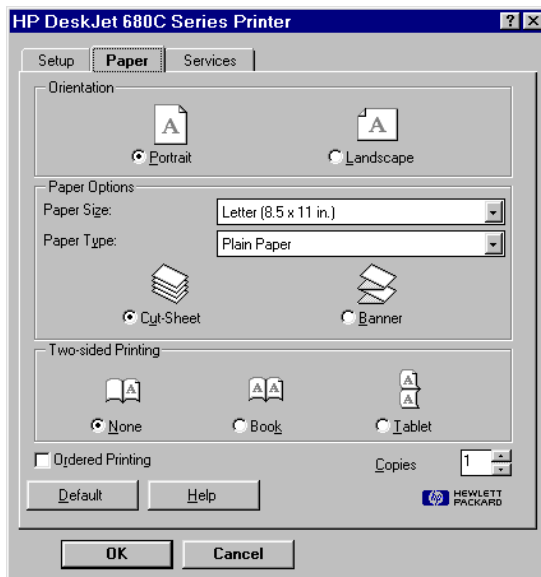 HP DeskJet 680C Series Printer
Setup Paper Services
Orientation
A A
Portrait Landscape
Paper Options
Paper Size: Letter (8.5 x 11 in.)
Paper Type: Plain Paper
Cut-Sheet Banner
Two-sided Printing
A A A A A
None Book Tablet
Ordered Printing Copies 1
Default Help hp HEWLETT PACKARD
OK Cancel